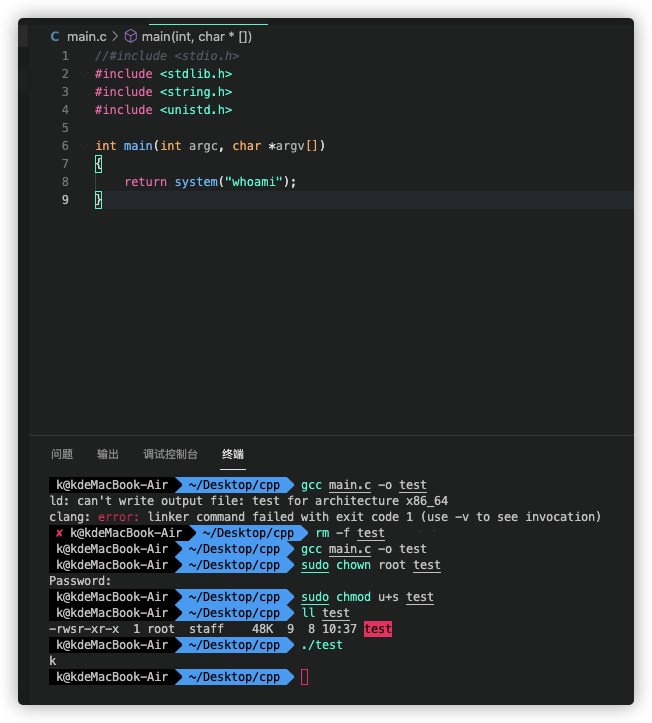 C main.c > main(int, char * [])
1 //#include <stdio.h>
2 #include <stdlib.h>
3 #include <string.h>
4 #include <unistd.h>
5
6 int main(int argc, char *argv[])
7 {
8 return system("whoami");
9 }
问题 输出 调试控制台 终端
k@kdeMacBook-Air ~/Desktop/cpp gcc main.c -o test
ld: can't write output file: test for architecture x86_64
clang: error: linker command failed with exit code 1 (use -v to see invocation)
✘ k@kdeMacBook-Air ~/Desktop/cpp rm -f test
k@kdeMacBook-Air ~/Desktop/cpp gcc main.c -o test
k@kdeMacBook-Air ~/Desktop/cpp sudo chown root test
Password:
k@kdeMacBook-Air ~/Desktop/cpp sudo chmod u+s test
k@kdeMacBook-Air ~/Desktop/cpp ll test
-rwsr-xr-x 1 root staff 48K 9 8 10:37 test
k@kdeMacBook-Air ~/Desktop/cpp ./test
k
k@kdeMacBook-Air ~/Desktop/cpp